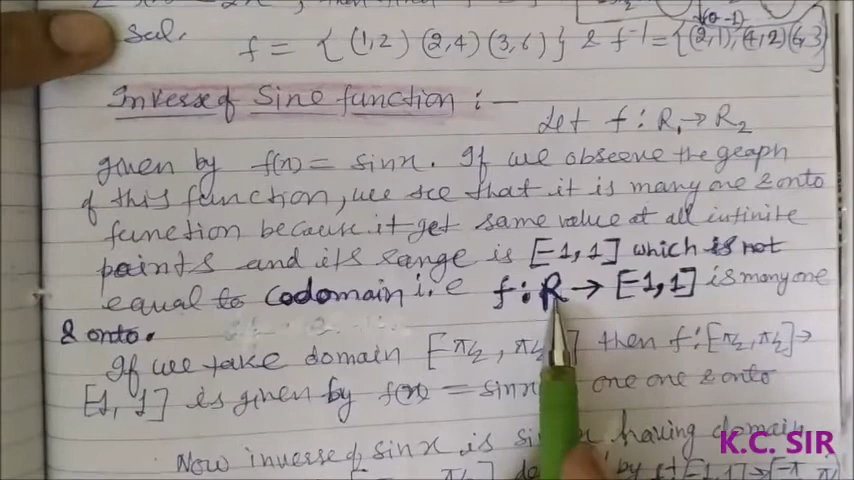 sol.
f = { (1,2) (2,4) (3,6) } & f⁻¹ = {(2,1), (4,2) (6,3)}
Inverse of Sine function :-
Let f : R₁ → R₂
given by f(x) = sinx. If we observe the graph
of this function, we see that it is many one & onto
function because it get same value at all infinite
points and its range is [-1,1] which is not
equal to codomain i.e f : R → [-1,1] is many one
& onto.
If we take domain [-π/2, π/2] then f: [-π/2, π/2] →
[-1, 1] is given by f(x) = sinx one one & onto
Now inverse of sinx is having domain
by f: [-1,1] →
K.C. SIR